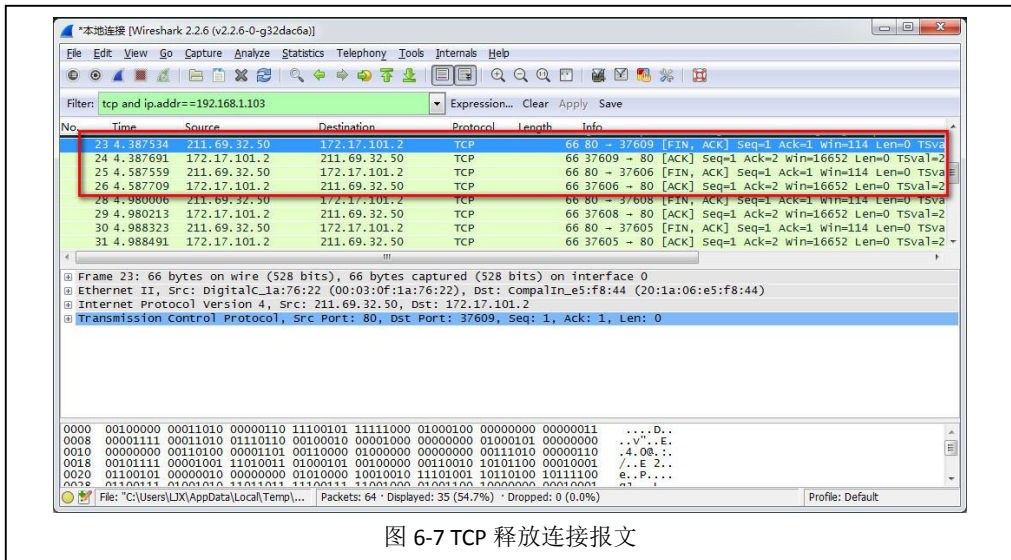 *本地连接 [Wireshark 2.2.6 (v2.2.6-0-g32dac6a)]
File Edit View Go Capture Analyze Statistics Telephony Tools Internals Help
Filter: tcp and ip.addr==192.168.1.103 Expression... Clear Apply Save
No. Time Source Destination Protocol Length Info
23 4.387534 211.69.32.50 172.17.101.2 TCP 66 80 → 37609 [FIN, ACK] Seq=1 Ack=1 Win=114 Len=0 TSva
24 4.387691 172.17.101.2 211.69.32.50 TCP 66 37609 → 80 [ACK] Seq=1 Ack=2 Win=16652 Len=0 TSval=2
25 4.587559 211.69.32.50 172.17.101.2 TCP 66 80 → 37606 [FIN, ACK] Seq=1 Ack=1 Win=114 Len=0 TSva
26 4.587709 172.17.101.2 211.69.32.50 TCP 66 37606 → 80 [ACK] Seq=1 Ack=2 Win=16652 Len=0 TSval=2
28 4.980006 211.69.32.50 172.17.101.2 TCP 66 80 → 37608 [FIN, ACK] Seq=1 Ack=1 Win=114 Len=0 TSva
29 4.980213 172.17.101.2 211.69.32.50 TCP 66 37608 → 80 [ACK] Seq=1 Ack=2 Win=16652 Len=0 TSval=2
30 4.988323 211.69.32.50 172.17.101.2 TCP 66 80 → 37605 [FIN, ACK] Seq=1 Ack=1 Win=114 Len=0 TSva
31 4.988491 172.17.101.2 211.69.32.50 TCP 66 37605 → 80 [ACK] Seq=1 Ack=2 Win=16652 Len=0 TSval=2
Frame 23: 66 bytes on wire (528 bits), 66 bytes captured (528 bits) on interface 0
Ethernet II, Src: DigitalC_1a:76:22 (00:03:0f:1a:76:22), Dst: CompalIn_e5:f8:44 (20:1a:06:e5:f8:44)
Internet Protocol Version 4, Src: 211.69.32.50, Dst: 172.17.101.2
Transmission Control Protocol, Src Port: 80, Dst Port: 37609, Seq: 1, Ack: 1, Len: 0
0000 00100000 00011010 00000110 11100101 11111000 01000100 00000000 00000011 ....D..
0008 00001111 00011010 01110110 00100010 00001000 00000000 01000101 00000000 ..v"..E.
0010 00000000 00110100 00001101 00110000 01000000 00000000 00111010 00000110 .4.0@.:.
0018 00101111 00001001 11010011 01000101 00100000 00110010 10101100 00010001 /..E 2..
0020 01100101 00000010 00000000 01010000 10010010 11101001 10110100 10111100 e..P....
File: "C:\Users\LJX\AppData\Local\Temp\... Packets: 64 · Displayed: 35 (54.7%) · Dropped: 0 (0.0%) Profile: Default
图 6-7 TCP 释放连接报文